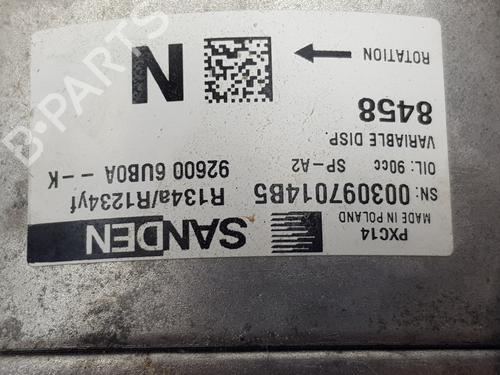 SANDEN
PXC14
MADE IN POLAND
R134a/R1234yf
SN: 003097014B5
OIL: 90cc SP-A2
92600 6UB0A --K
VARIABLE DISP.
8458
N
ROTATION
B-PARTS